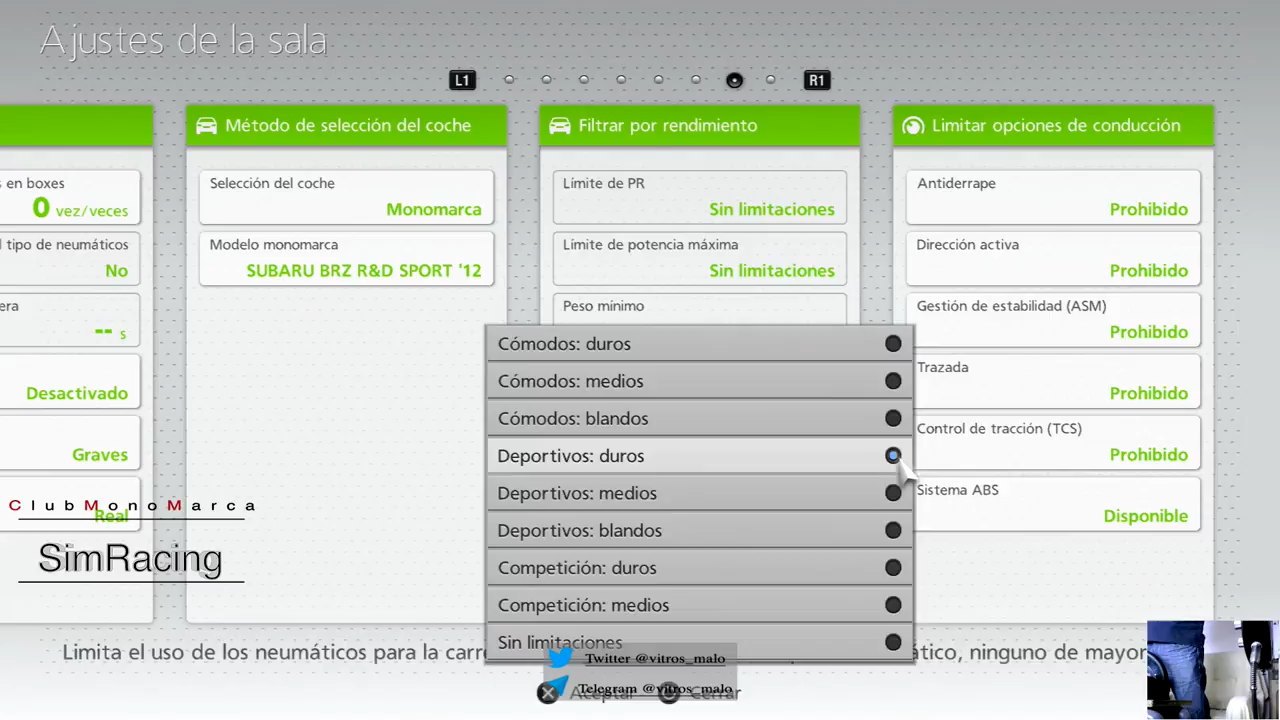 Ajustes de la sala
L1
R1
s en boxes
0 vez/veces
l tipo de neumáticos
No
era
-- s
Desactivado
Graves
Real
Método de selección del coche
Selección del coche
Monomarca
Modelo monomarca
SUBARU BRZ R&D SPORT '12
Filtrar por rendimiento
Límite de PR
Sin limitaciones
Límite de potencia máxima
Sin limitaciones
Peso mínimo
Cómodos: duros
Cómodos: medios
Cómodos: blandos
Deportivos: duros
Deportivos: medios
Deportivos: blandos
Competición: duros
Competición: medios
Sin limitaciones
Limitar opciones de conducción
Antiderrape
Prohibido
Dirección activa
Prohibido
Gestión de estabilidad (ASM)
Prohibido
Trazada
Prohibido
Control de tracción (TCS)
Prohibido
Sistema ABS
Disponible
ClubMonoMarca
SimRacing
Limita el uso de los neumáticos para la carre ático, ninguno de mayor
Twitter @vitros_malo
Telegram @vitros_malo
Aceptar Cerrar